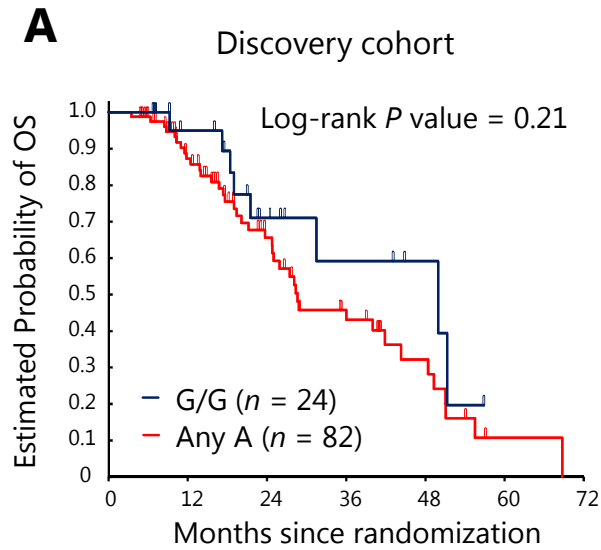 A
Discovery cohort
Log-rank P value = 0.21
Estimated Probability of OS
1.0
0.9
0.8
0.7
0.6
0.5
0.4
0.3
0.2
0.1
0
G/G (n = 24)
Any A (n = 82)
0 12 24 36 48 60 72
Months since randomization